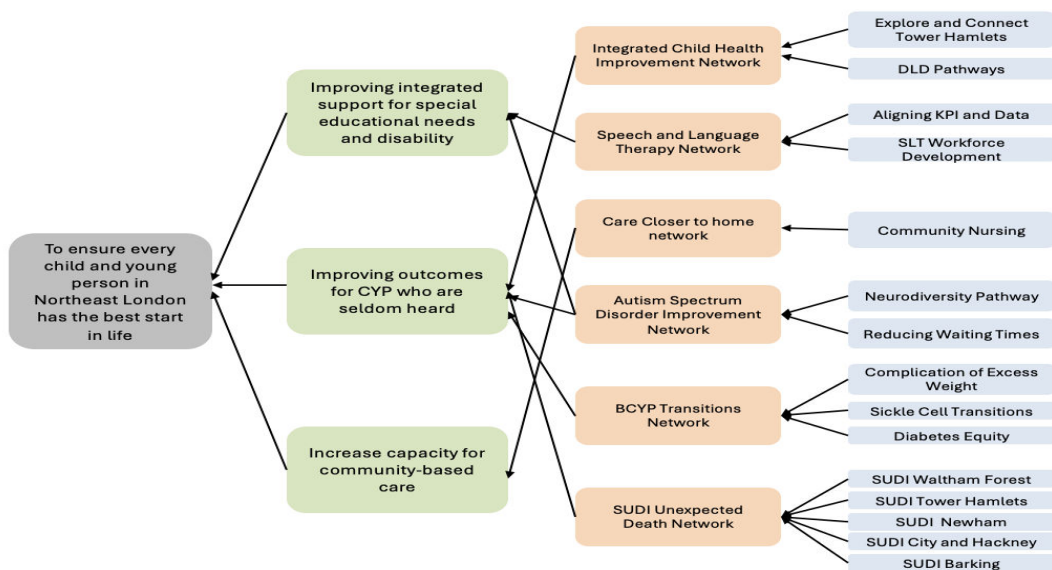 To ensure every
child and young
person in
Northeast London
has the best start
in life
Improving integrated
support for special
educational needs
and disability
Improving outcomes
for CYP who are
seldom heard
Increase capacity for
community-based
care
Integrated Child Health
Improvement Network
Speech and Language
Therapy Network
Care Closer to home
network
Autism Spectrum
Disorder Improvement
Network
BCYP Transitions
Network
SUDI Unexpected
Death Network
Explore and Connect
Tower Hamlets
DLD Pathways
Aligning KPI and Data
SLT Workforce
Development
Community Nursing
Neurodiversity Pathway
Reducing Waiting Times
Complication of Excess
Weight
Sickle Cell Transitions
Diabetes Equity
SUDI Waltham Forest
SUDI Tower Hamlets
SUDI Newham
SUDI City and Hackney
SUDI Barking